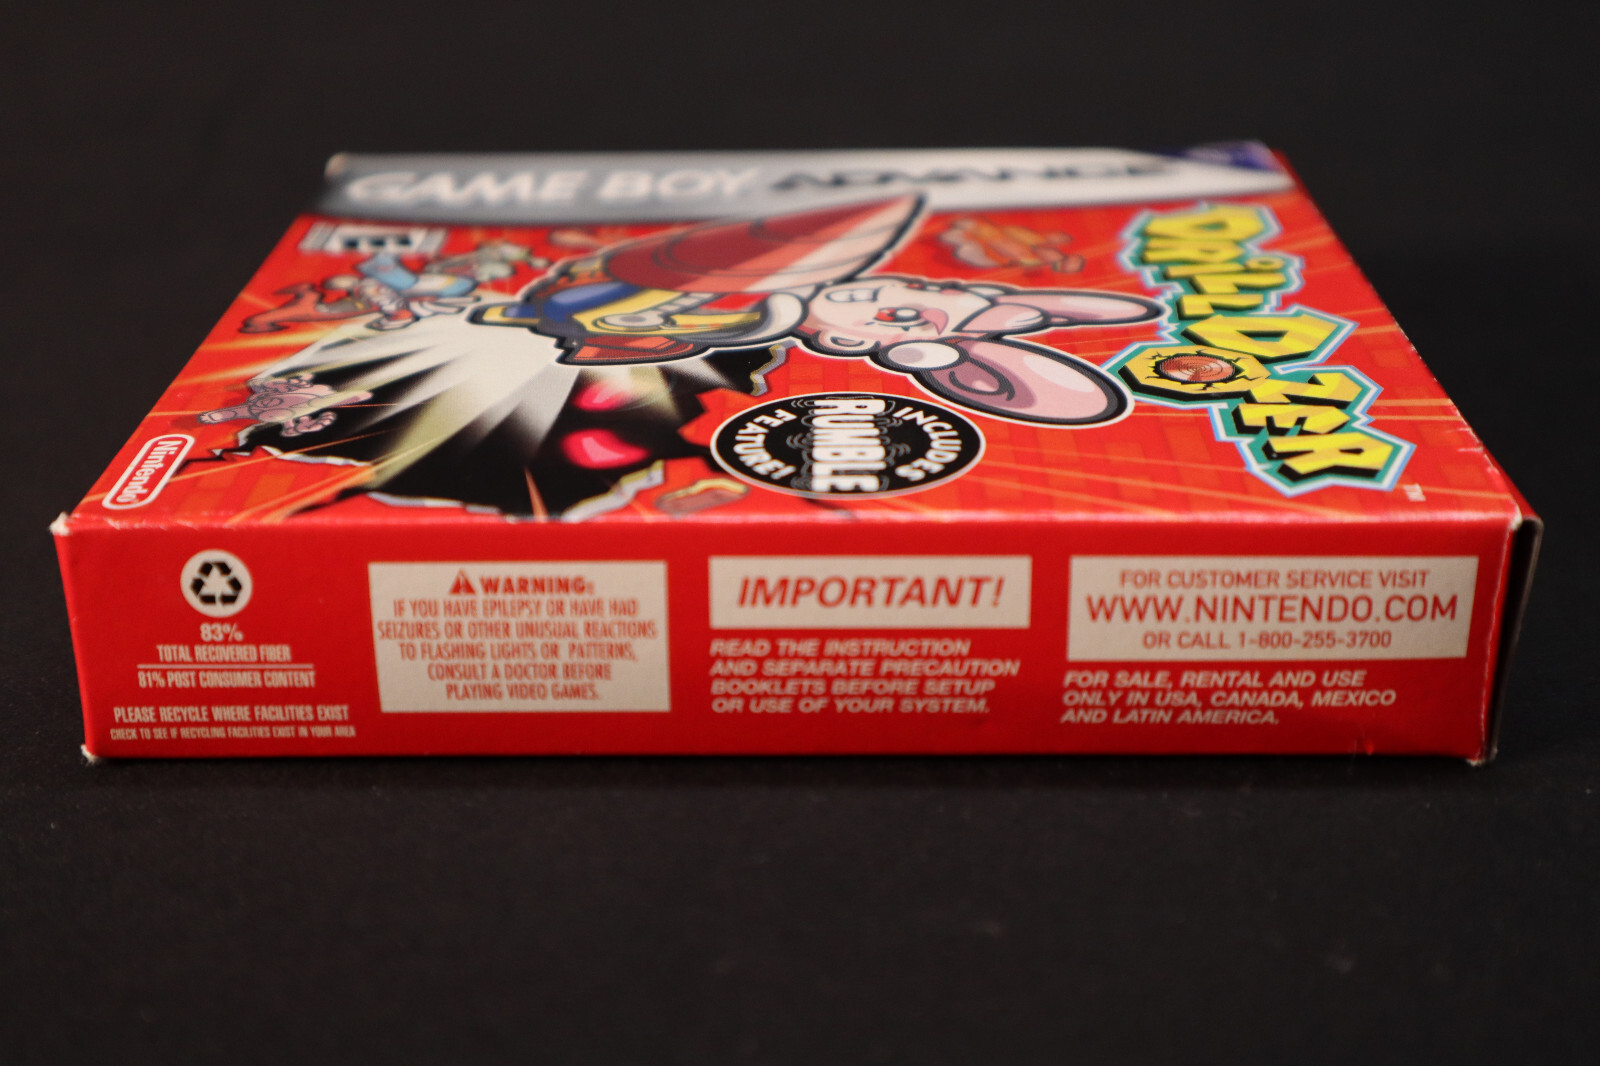 GAME BOY ADVANCE
E
DRILL DOZER
TM
INCLUDES
RUMBLE
FEATURE!
Nintendo
83%
TOTAL RECOVERED FIBER
81% POST CONSUMER CONTENT
PLEASE RECYCLE WHERE FACILITIES EXIST
CHECK TO SEE IF RECYCLING FACILITIES EXIST IN YOUR AREA
WARNING:
IF YOU HAVE EPILEPSY OR HAVE HAD
SEIZURES OR OTHER UNUSUAL REACTIONS
TO FLASHING LIGHTS OR PATTERNS,
CONSULT A DOCTOR BEFORE
PLAYING VIDEO GAMES.
IMPORTANT!
READ THE INSTRUCTION
AND SEPARATE PRECAUTION
BOOKLETS BEFORE SETUP
OR USE OF YOUR SYSTEM.
FOR CUSTOMER SERVICE VISIT
WWW.NINTENDO.COM
OR CALL 1-800-255-3700
FOR SALE, RENTAL AND USE
ONLY IN USA, CANADA, MEXICO
AND LATIN AMERICA.